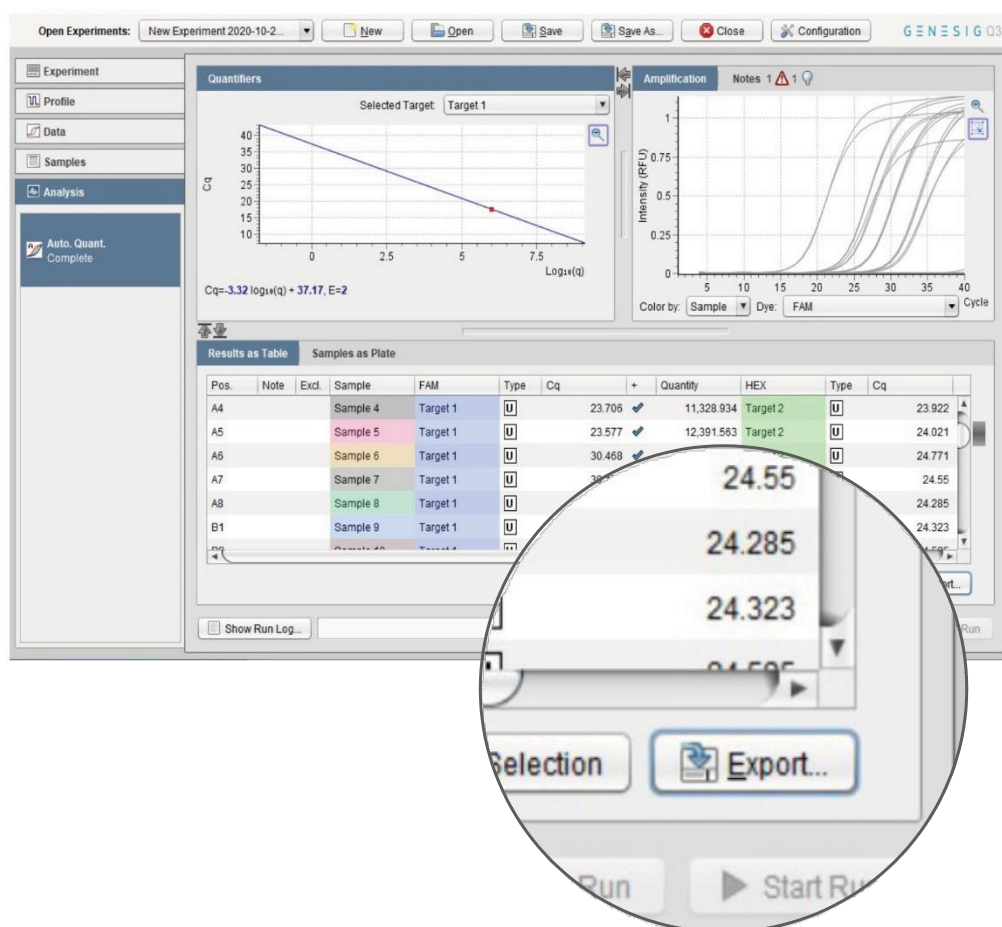 Open Experiments: New Experiment 2020-10-2... New Open Save Save As... Close Configuration GENESIG Q3
Experiment
Profile
Data
Samples
Analysis
Auto. Quant.
Complete
Quantifiers
Selected Target: Target 1
Cq
40
35
30
25
20
15
10
0 2.5 5 7.5
Log₁₀(q)
Cq=-3.32 log₁₀(q) + 37.17, E=2
Amplification Notes 1 1
Intensity (RFU)
1
0.75
0.5
0.25
0
5 10 15 20 25 30 35 40
Cycle
Color by: Sample Dye: FAM
Results as Table Samples as Plate
Pos. Note Excl. Sample FAM Type Cq + Quantity HEX Type Cq
A4 Sample 4 Target 1 U 23.706 11,328.934 Target 2 U 23.922
A5 Sample 5 Target 1 U 23.577 12,391.563 Target 2 U 24.021
A6 Sample 6 Target 1 U 30.468 U 24.771
A7 Sample 7 Target 1 U 24.55
A8 Sample 8 Target 1 U 24.285
B1 Sample 9 Target 1 U 24.323
Show Run Log... Run
24.55
24.285
24.323
Selection Export...
Run Start Run